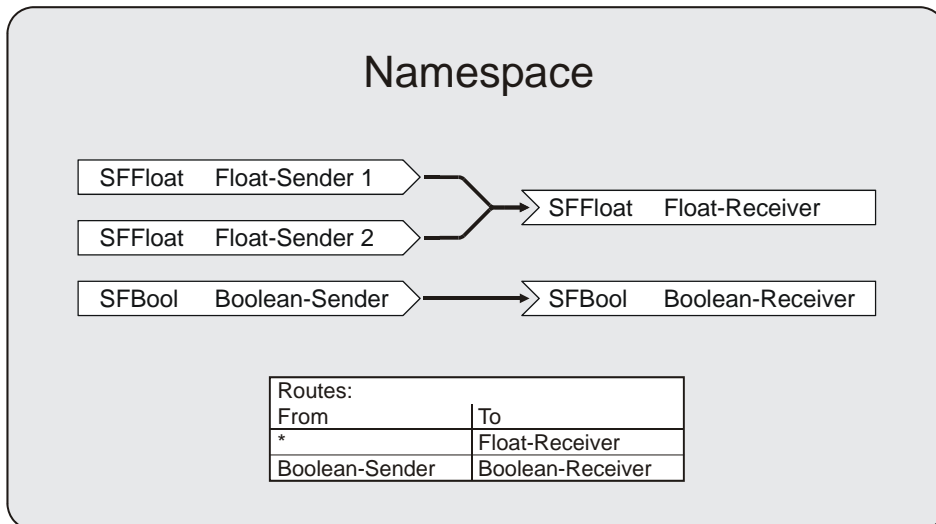 Namespace
SFFloat Float-Sender 1
SFFloat Float-Receiver
SFFloat Float-Sender 2
SFBool Boolean-Sender SFBool Boolean-Receiver
Routes:
From To
* Float-Receiver
Boolean-Sender Boolean-Receiver